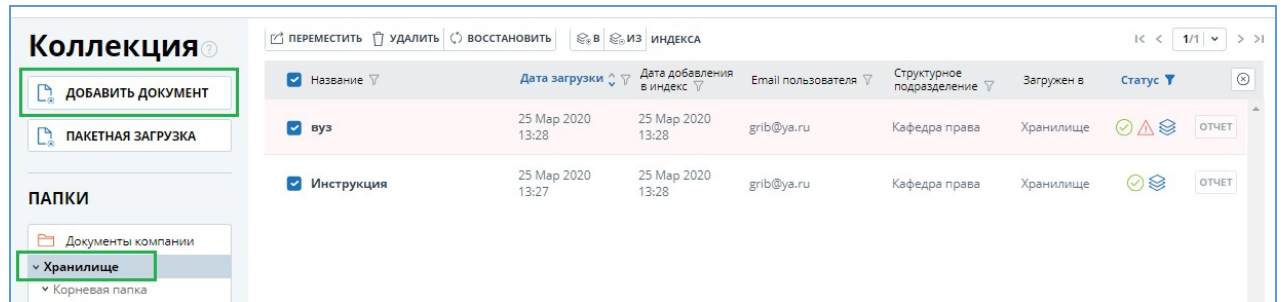 Коллекция ?
ДОБАВИТЬ ДОКУМЕНТ
ПАКЕТНАЯ ЗАГРУЗКА
ПАПКИ
Документы компании
Хранилище
Корневая папка
ПЕРЕМЕСТИТЬ УДАЛИТЬ ВОССТАНОВИТЬ В ИЗ ИНДЕКСА 1/1
Название Дата загрузки Дата добавления в индекс Email пользователя Структурное подразделение Загружен в Статус
вуз 25 Мар 2020 13:28 25 Мар 2020 13:28 grib@ya.ru Кафедра права Хранилище ОТЧЕТ
Инструкция 25 Мар 2020 13:27 25 Мар 2020 13:28 grib@ya.ru Кафедра права Хранилище ОТЧЕТ